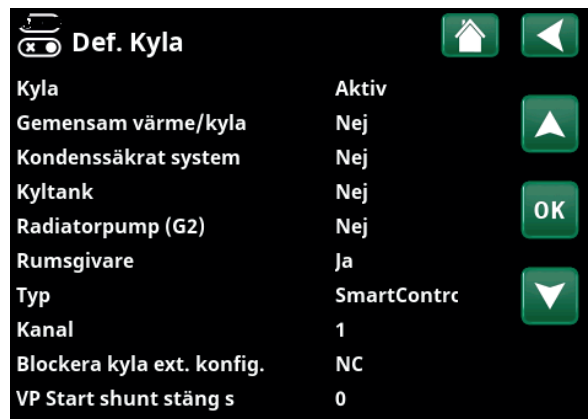 Def. Kyla
Kyla Aktiv
Gemensam värme/kyla Nej
Kondenssäkrat system Nej
Kyltank Nej
Radiatorpump (G2) Nej
OK
Rumsgivare Ja
Typ SmartContro
Kanal 1
Blockera kyla ext. konfig. NC
VP Start shunt stäng s 0